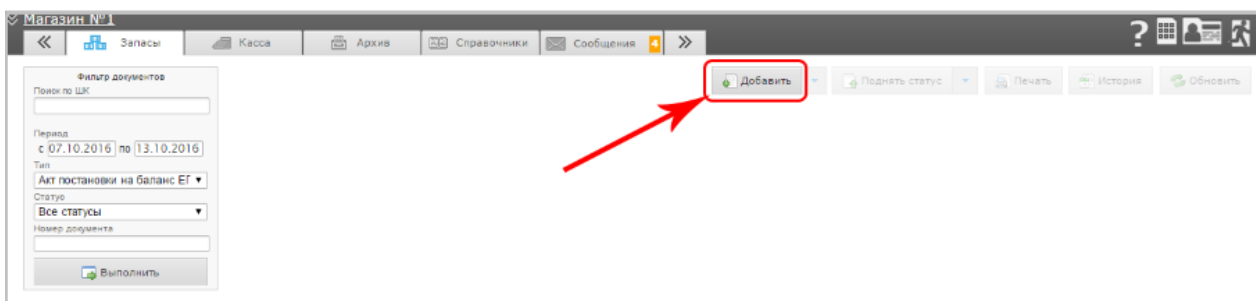 Магазин №1
Запасы Касса Архив Справочники Сообщения 4
?
Фильтр документов
Добавить Поднять статус Печать История Обновить
Поиск по ШК
Период
с 07.10.2016 по 13.10.2016
Тип
Акт постановки на баланс ЕГ
Статус
Все статусы
Номер документа
Выполнить